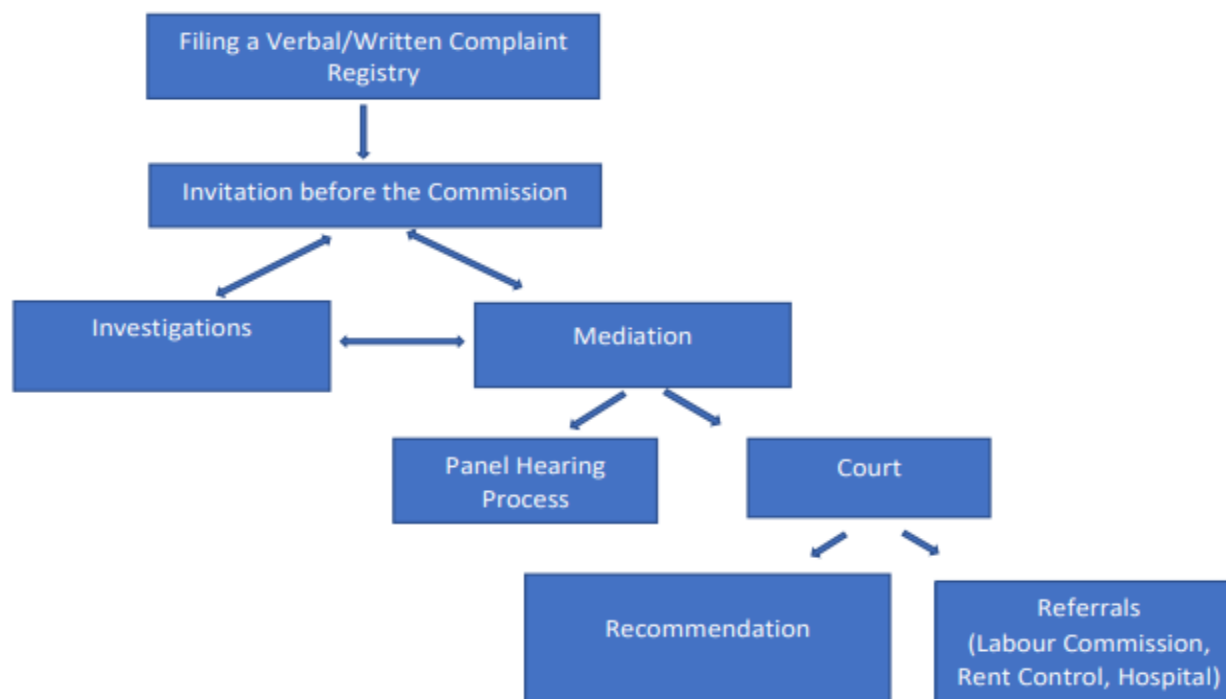 Filing a Verbal/Written Complaint
Registry
Invitation before the Commission
Investigations
Mediation
Panel Hearing
Process
Court
Recommendation
Referrals
(Labour Commission,
Rent Control, Hospital)